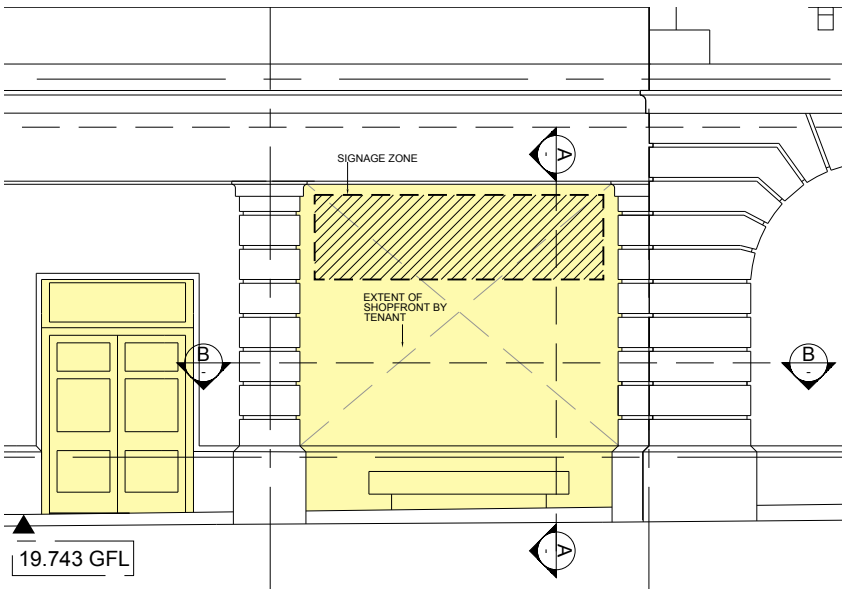 A
SIGNAGE ZONE
EXTENT OF
SHOPFRONT BY
TENANT
B
-
B
-
19.743 GFL
A